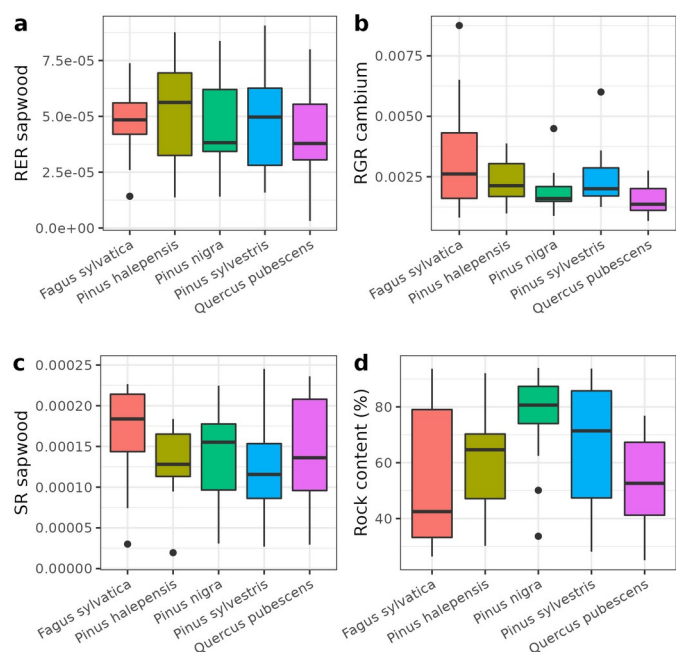 a
RER sapwood
7.5e-05
5.0e-05
2.5e-05
0.0e+00
Fagus sylvatica
Pinus halepensis
Pinus nigra
Pinus sylvestris
Quercus pubescens
b
RGR cambium
0.0075
0.0050
0.0025
Fagus sylvatica
Pinus halepensis
Pinus nigra
Pinus sylvestris
Quercus pubescens
c
SR sapwood
0.00025
0.00020
0.00015
0.00010
0.00005
0.00000
Fagus sylvatica
Pinus halepensis
Pinus nigra
Pinus sylvestris
Quercus pubescens
d
Rock content (%)
80
60
40
Fagus sylvatica
Pinus halepensis
Pinus nigra
Pinus sylvestris
Quercus pubescens